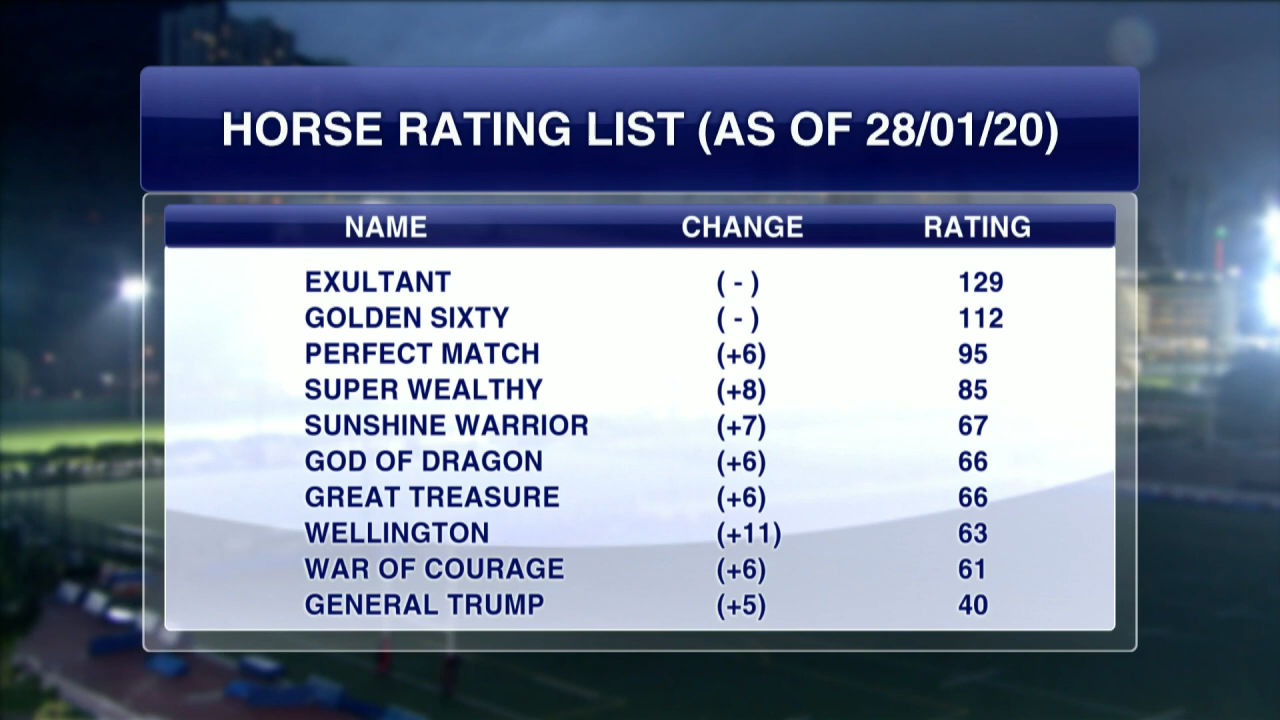 HORSE RATING LIST (AS OF 28/01/20)
NAME CHANGE RATING
EXULTANT ( - ) 129
GOLDEN SIXTY ( - ) 112
PERFECT MATCH (+6) 95
SUPER WEALTHY (+8) 85
SUNSHINE WARRIOR (+7) 67
GOD OF DRAGON (+6) 66
GREAT TREASURE (+6) 66
WELLINGTON (+11) 63
WAR OF COURAGE (+6) 61
GENERAL TRUMP (+5) 40